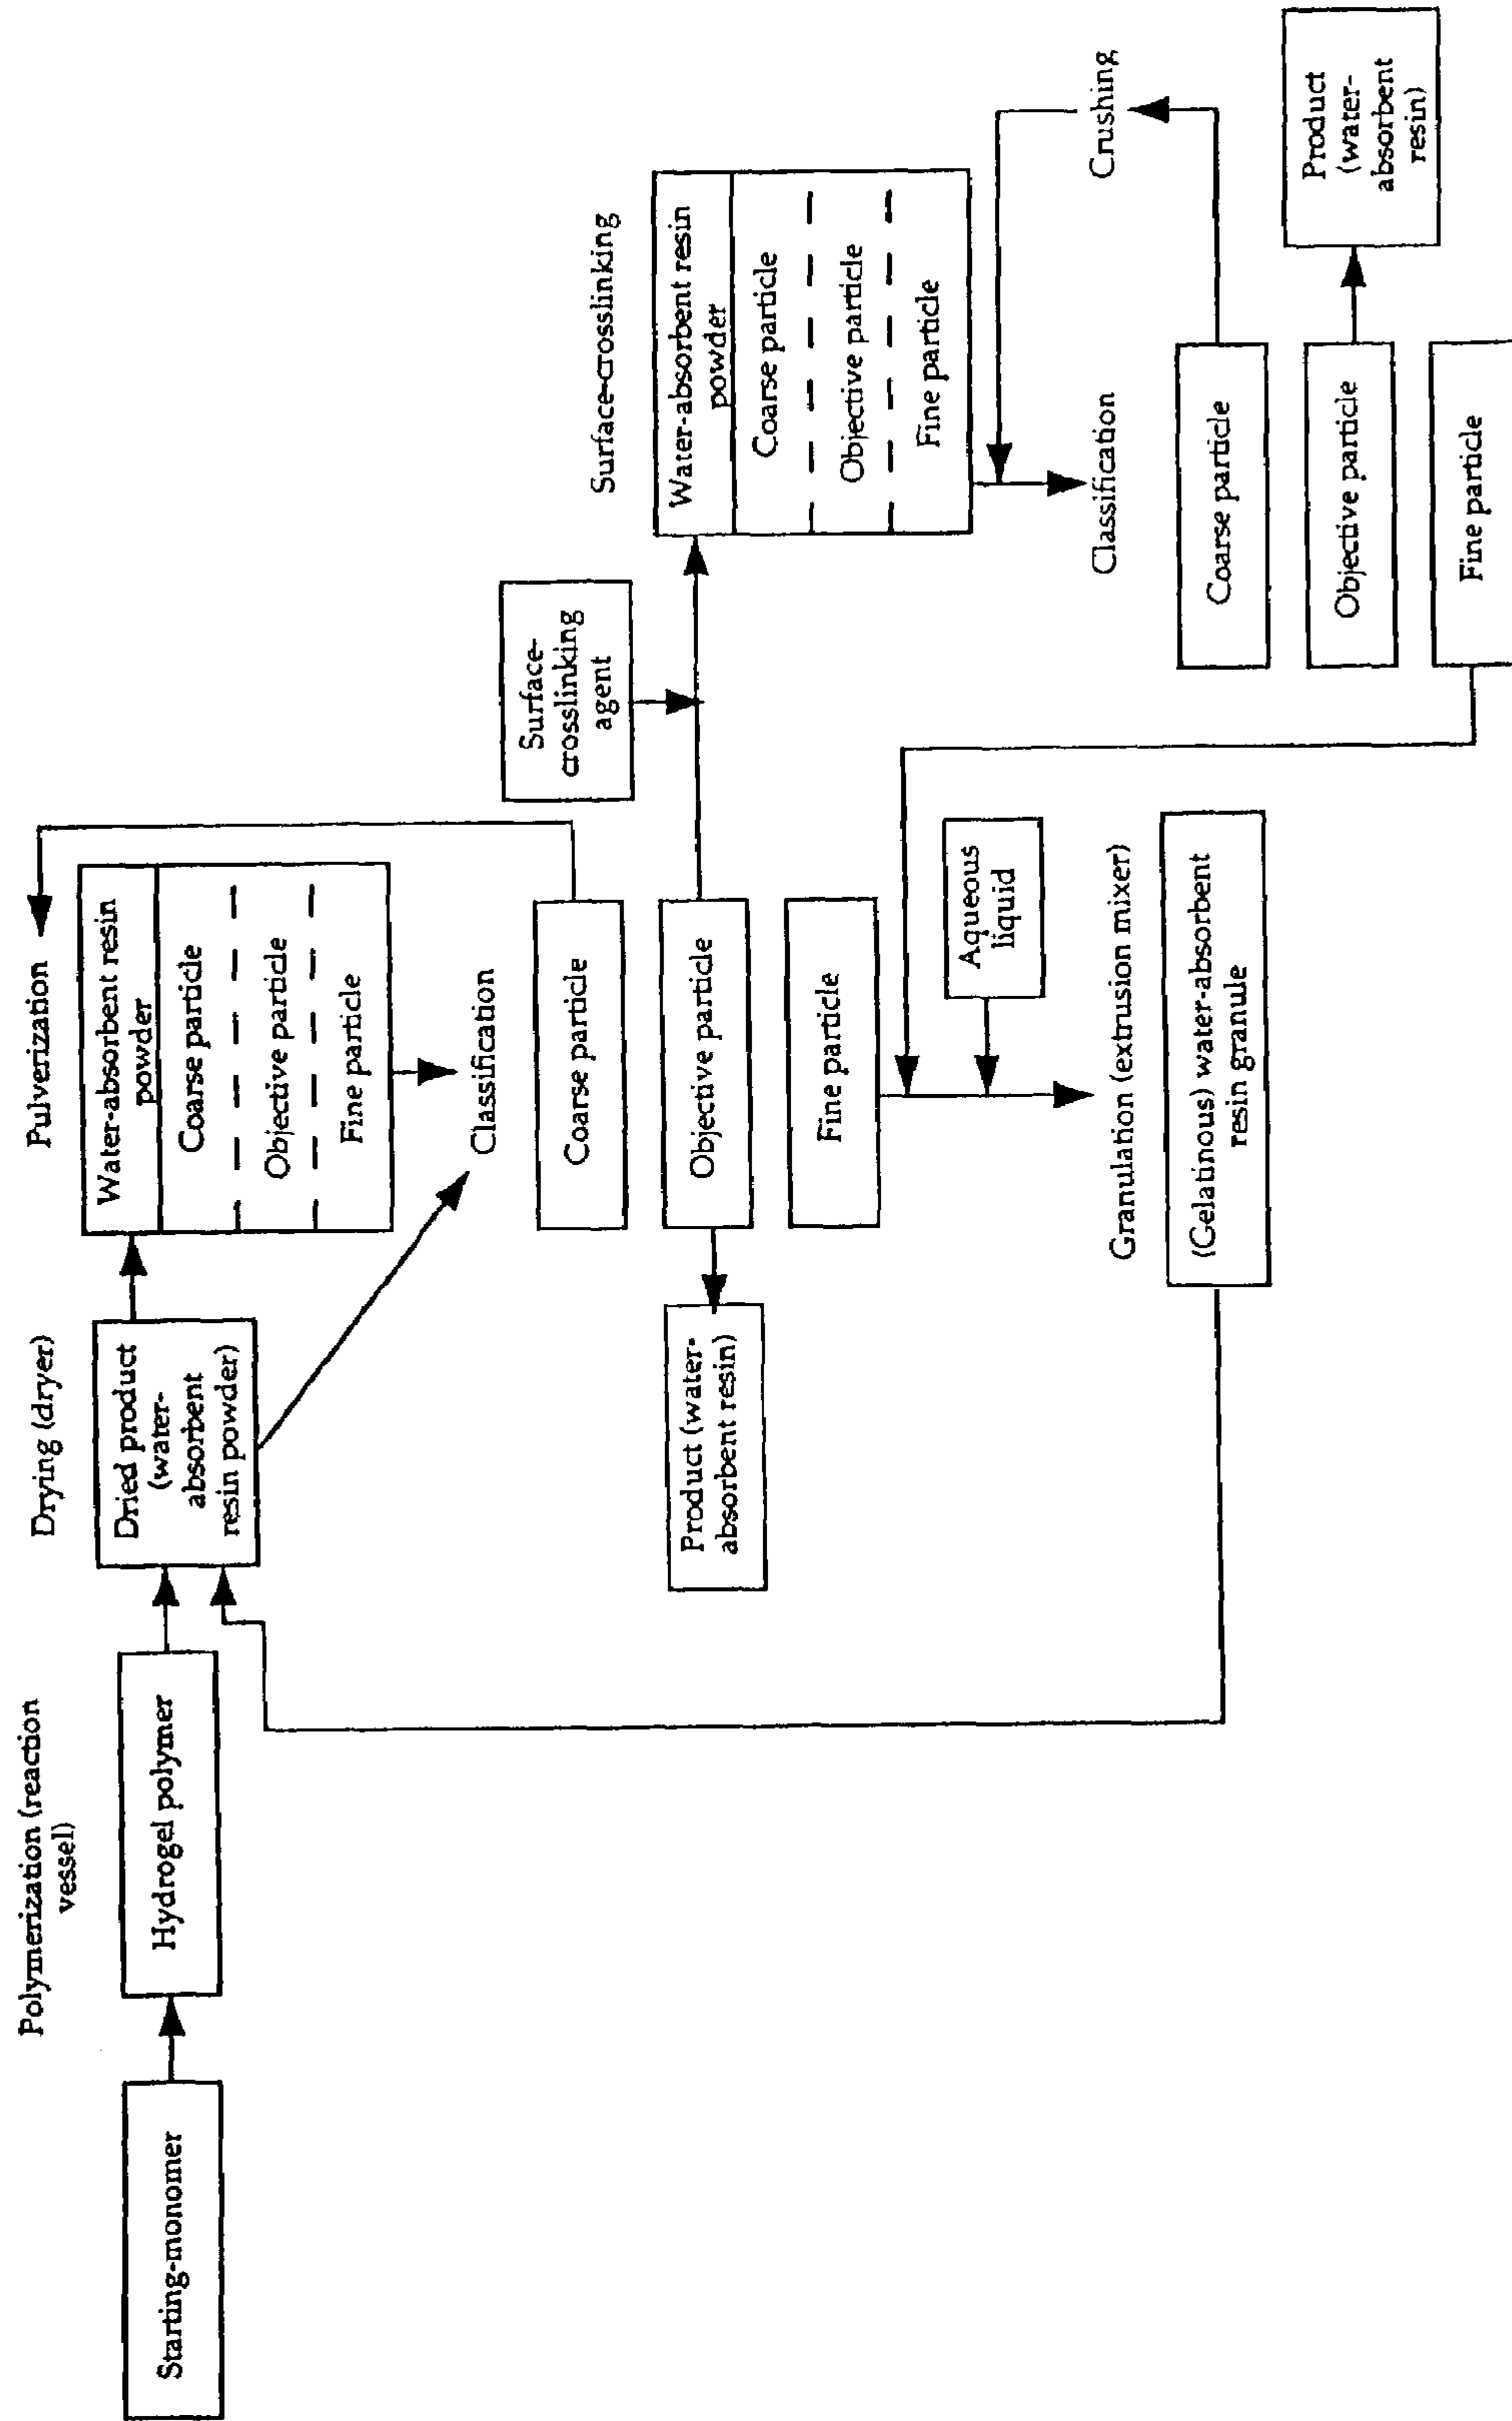 Starting-monomer
Polymerization (reaction
vessel)
Hydrogel polymer
Drying (dryer)
Dried product
(water-
absorbent
resin powder)
Pulverization
Water-absorbent resin
powder
Coarse particle
Objective particle
Fine particle
Classification
Coarse particle
Objective particle
Product (water-
absorbent resin)
Fine particle
Aqueous
liquid
Granulation (extrusion mixer)
(Gelatinous) water-absorbent
resin granule
Surface-
crosslinking
agent
Surface-crosslinking
Water-absorbent resin
powder
Coarse particle
Objective particle
Fine particle
Classification
Crushing
Coarse particle
Objective particle
Product
(water-
absorbent
resin)
Fine particle